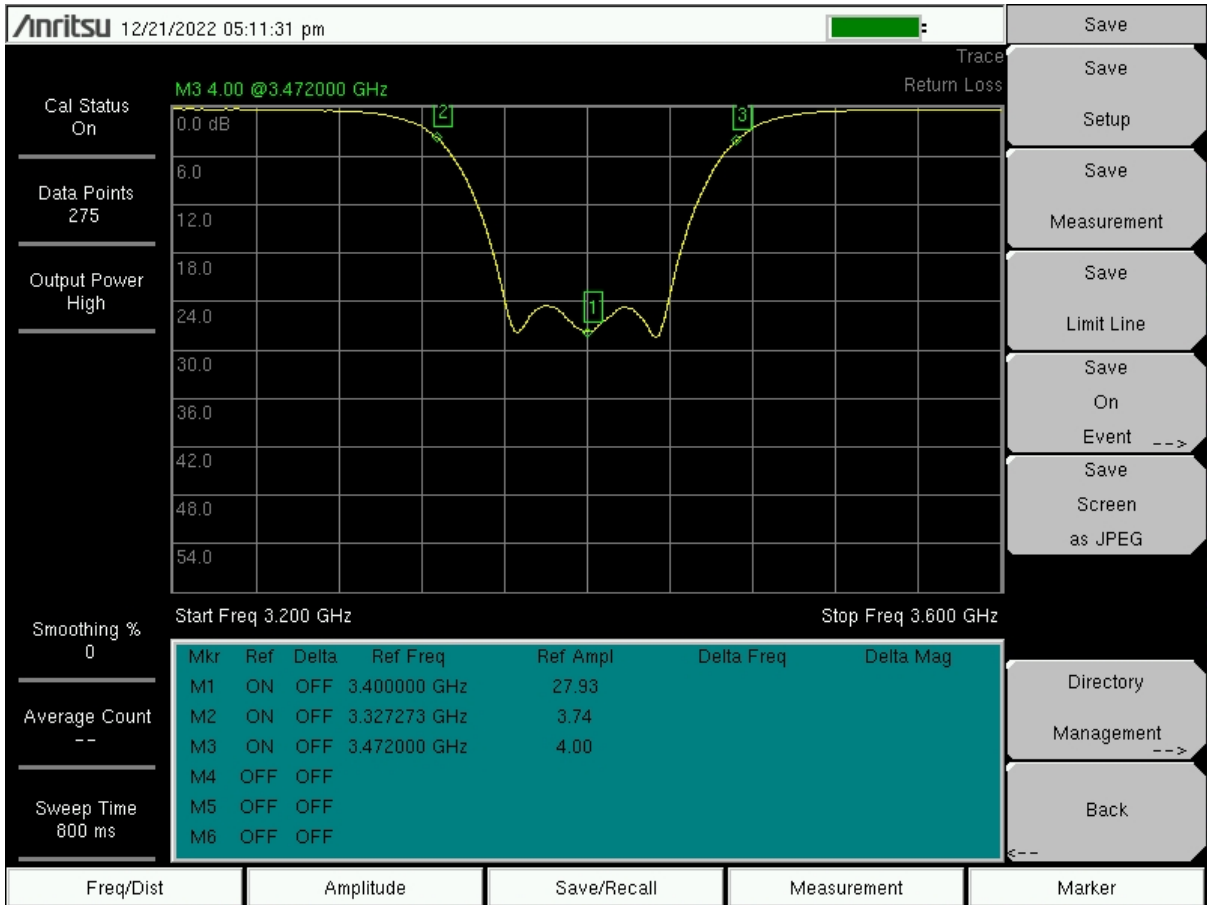 Anritsu 12/21/2022 05:11:31 pm
Trace
M3 4.00 @3.472000 GHz
Return Loss
Cal Status
On
Data Points
275
Output Power
High
Smoothing %
0
Average Count
--
Sweep Time
800 ms
0.0 dB
6.0
12.0
18.0
24.0
30.0
36.0
42.0
48.0
54.0
2
3
1
Start Freq 3.200 GHz
Stop Freq 3.600 GHz
Mkr Ref Delta Ref Freq Ref Ampl Delta Freq Delta Mag
M1 ON OFF 3.400000 GHz 27.93
M2 ON OFF 3.327273 GHz 3.74
M3 ON OFF 3.472000 GHz 4.00
M4 OFF OFF
M5 OFF OFF
M6 OFF OFF
Save
Save
Setup
Save
Measurement
Save
Limit Line
Save
On
Event -->
Save
Screen
as JPEG
Directory
Management
-->
Back
<--
Freq/Dist
Amplitude
Save/Recall
Measurement
Marker